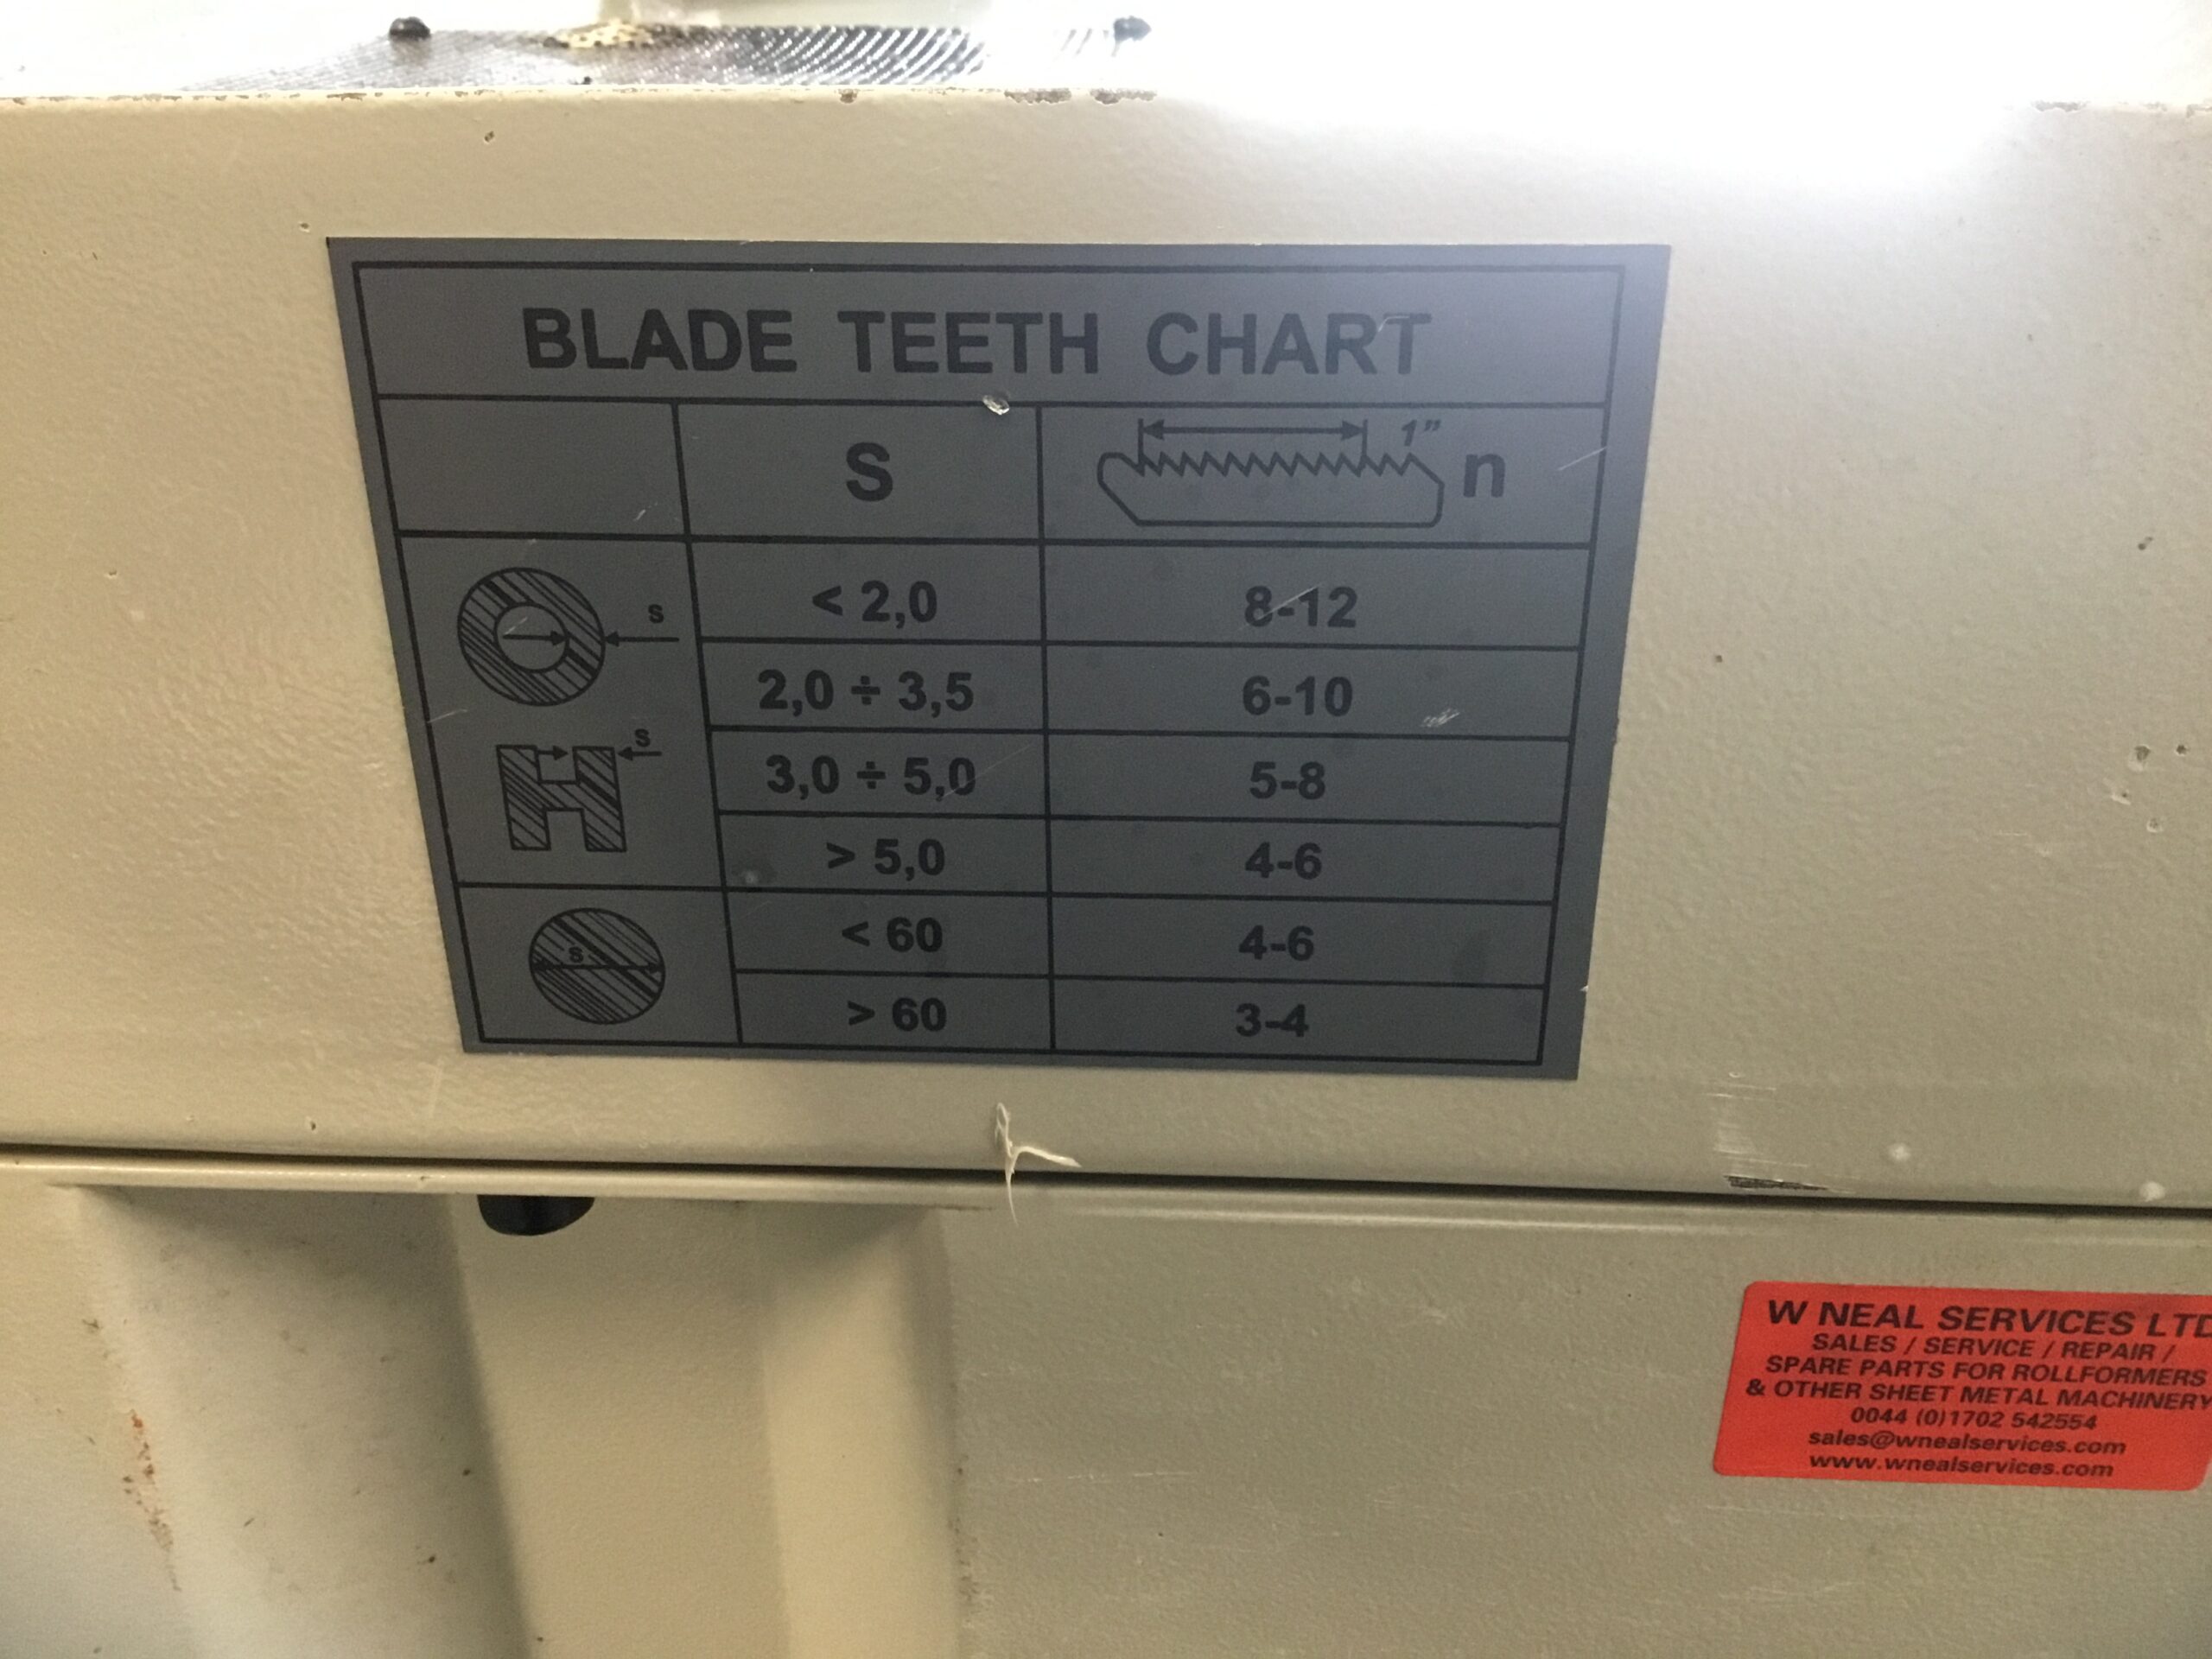 BLADE TEETH CHART
S 1" n
s
< 2,0 8-12
2,0 ÷ 3,5 6-10
s
3,0 ÷ 5,0 5-8
> 5,0 4-6
s
< 60 4-6
> 60 3-4
W NEAL SERVICES LTD
SALES / SERVICE / REPAIR /
SPARE PARTS FOR ROLLFORMERS
& OTHER SHEET METAL MACHINERY
0044 (0)1702 542554
sales@wnealservices.com
www.wnealservices.com